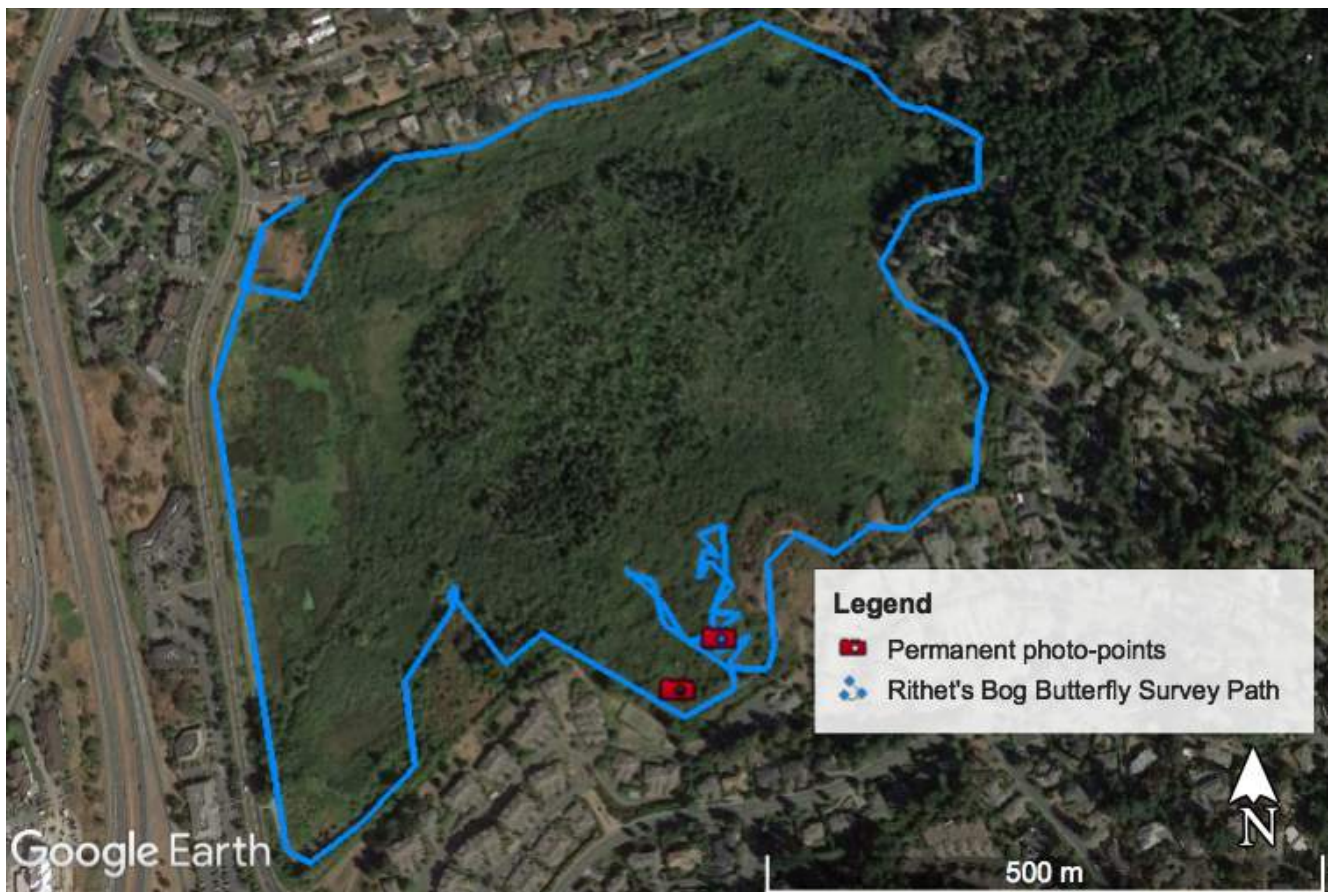 Legend
Permanent photo-points
Rithet's Bog Butterfly Survey Path
N
Google Earth
500 m